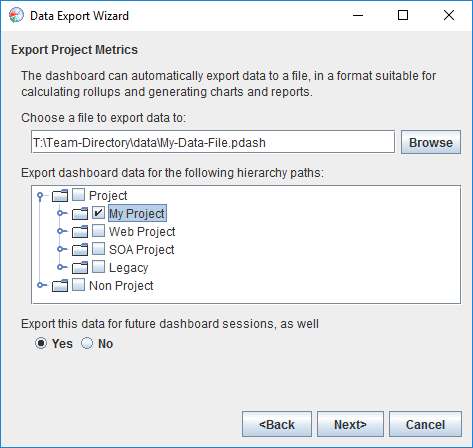 Data Export Wizard
Export Project Metrics
The dashboard can automatically export data to a file, in a format suitable for
calculating rollups and generating charts and reports.
Choose a file to export data to:
T:\Team-Directory\data\My-Data-File.pdash
Browse
Export dashboard data for the following hierarchy paths:
Project
My Project
Web Project
SOA Project
Legacy
Non Project
Export this data for future dashboard sessions, as well
Yes No
<Back Next> Cancel